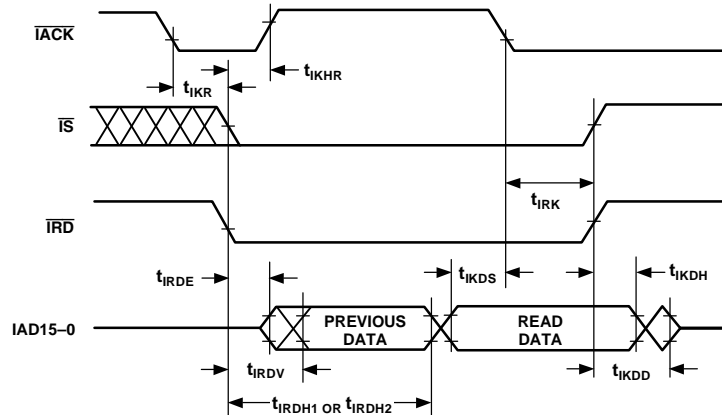 IACK
tIKHR
tIKR
IS
tIRK
IRD
tIRDE
tIKDS
tIKDH
IAD15–0
PREVIOUS DATA
READ DATA
tIRDV
tIKDD
tIRDH1 OR tIRDH2